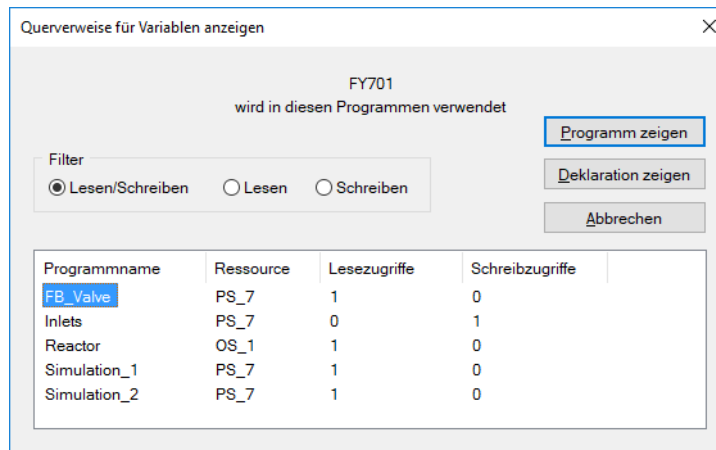 Querverweise für Variablen anzeigen
FY701
wird in diesen Programmen verwendet
Programm zeigen
Filter
Lesen/Schreiben Lesen Schreiben
Deklaration zeigen
Abbrechen
Programmname Ressource Lesezugriffe Schreibzugriffe
FB_Valve PS_7 1 0
Inlets PS_7 0 1
Reactor OS_1 1 0
Simulation_1 PS_7 1 0
Simulation_2 PS_7 1 0